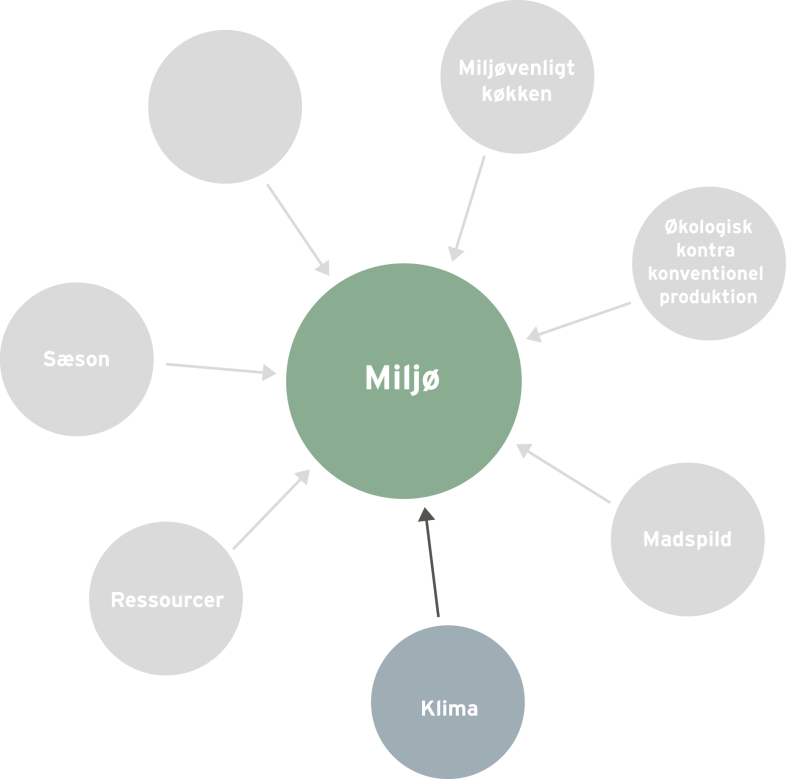 Miljøvenligt
køkken
Økologisk
kontra
konventionel
produktion
Sæson
Miljø
Madspild
Ressourcer
Klima